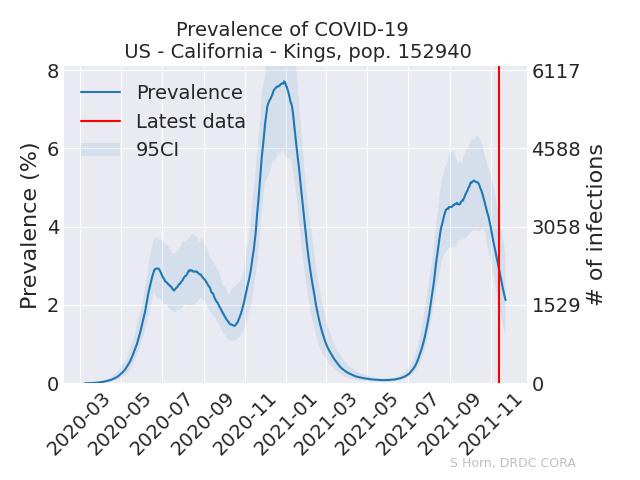 Prevalence of COVID-19
US - California - Kings, pop. 152940
Prevalence
Latest data
95CI
Prevalence (%)
8
6
4
2
0
6117
4588
3058
1529
0
# of infections
2020-03
2020-05
2020-07
2020-09
2020-11
2021-01
2021-03
2021-05
2021-07
2021-09
2021-11
S Horn, DRDC CORA